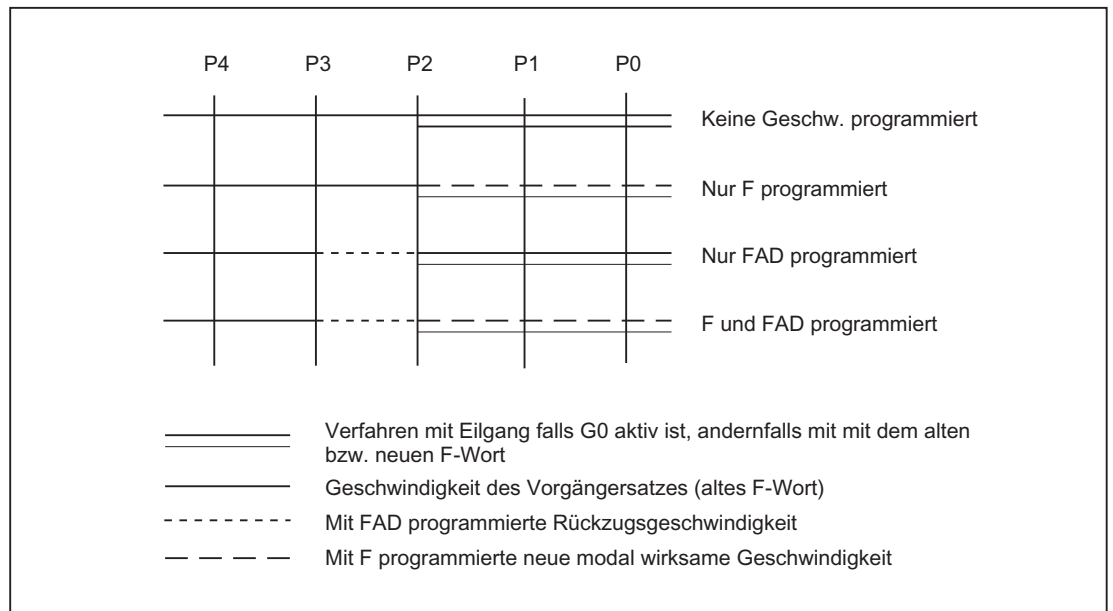 P4 P3 P2 P1 P0
Keine Geschw. programmiert
Nur F programmiert
Nur FAD programmiert
F und FAD programmiert
Verfahren mit Eilgang falls G0 aktiv ist, andernfalls mit mit dem alten
bzw. neuen F-Wort
Geschwindigkeit des Vorgängersatzes (altes F-Wort)
Mit FAD programmierte Rückzugsgeschwindigkeit
Mit F programmierte neue modal wirksame Geschwindigkeit